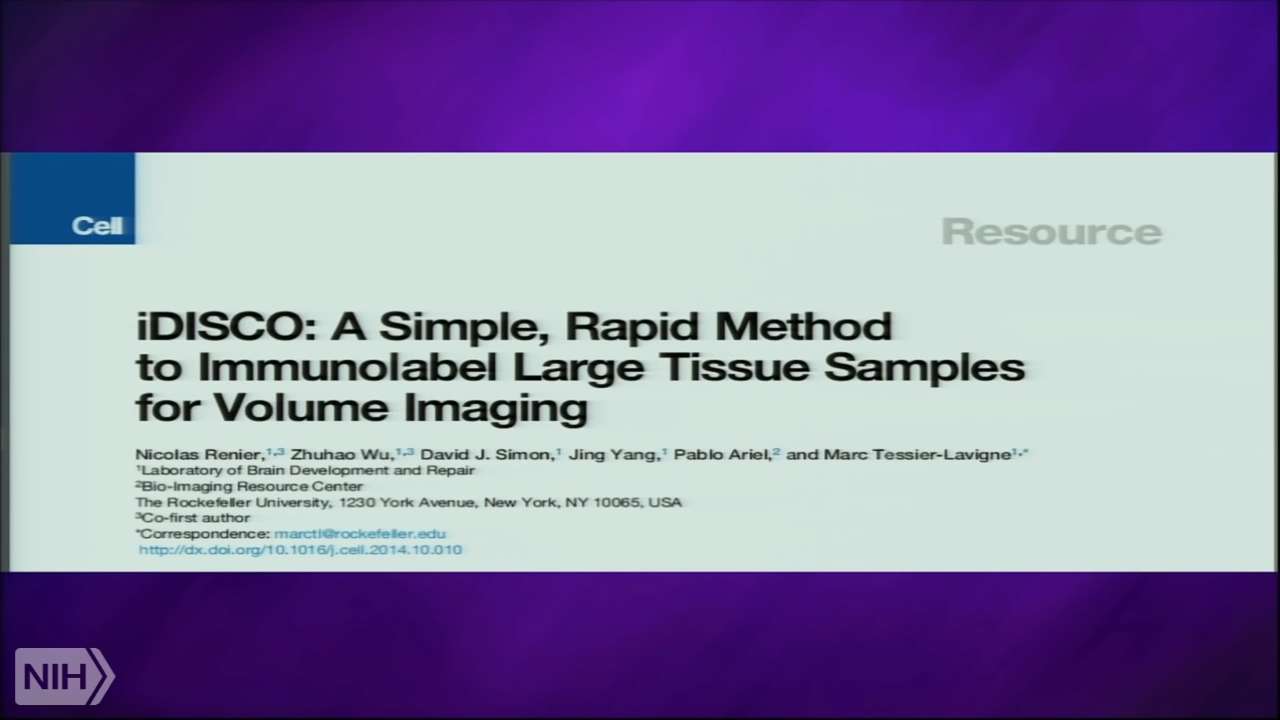 Cell
Resource
iDISCO: A Simple, Rapid Method
to Immunolabel Large Tissue Samples
for Volume Imaging
Nicolas Renier,1,3 Zhuhao Wu,1,3 David J. Simon,1 Jing Yang,1 Pablo Ariel,2 and Marc Tessier-Lavigne1,*
1Laboratory of Brain Development and Repair
2Bio-Imaging Resource Center
The Rockefeller University, 1230 York Avenue, New York, NY 10065, USA
3Co-first author
*Correspondence: marctl@rockefeller.edu
http://dx.doi.org/10.1016/j.cell.2014.10.010
NIH